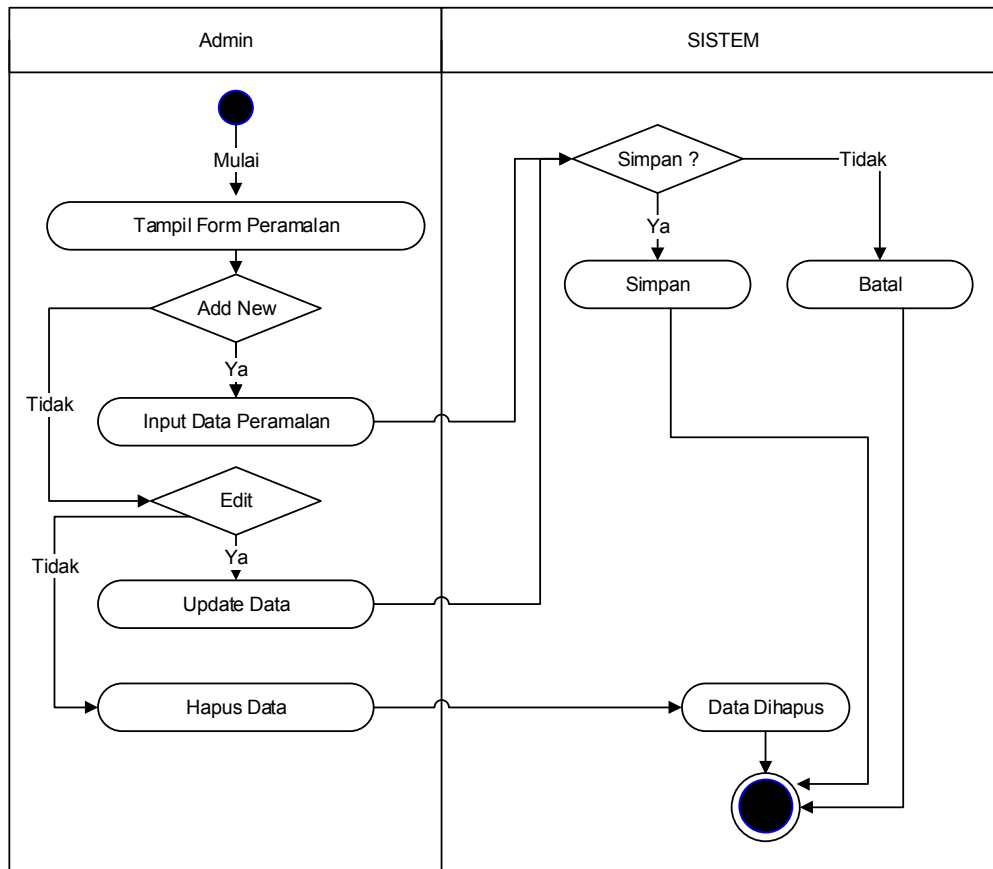 Admin
SISTEM
Mulai
Simpan ?
Tidak
Tampil Form Peramalan
Ya
Simpan
Batal
Add New
Ya
Tidak
Input Data Peramalan
Edit
Ya
Tidak
Update Data
Hapus Data
Data Dihapus